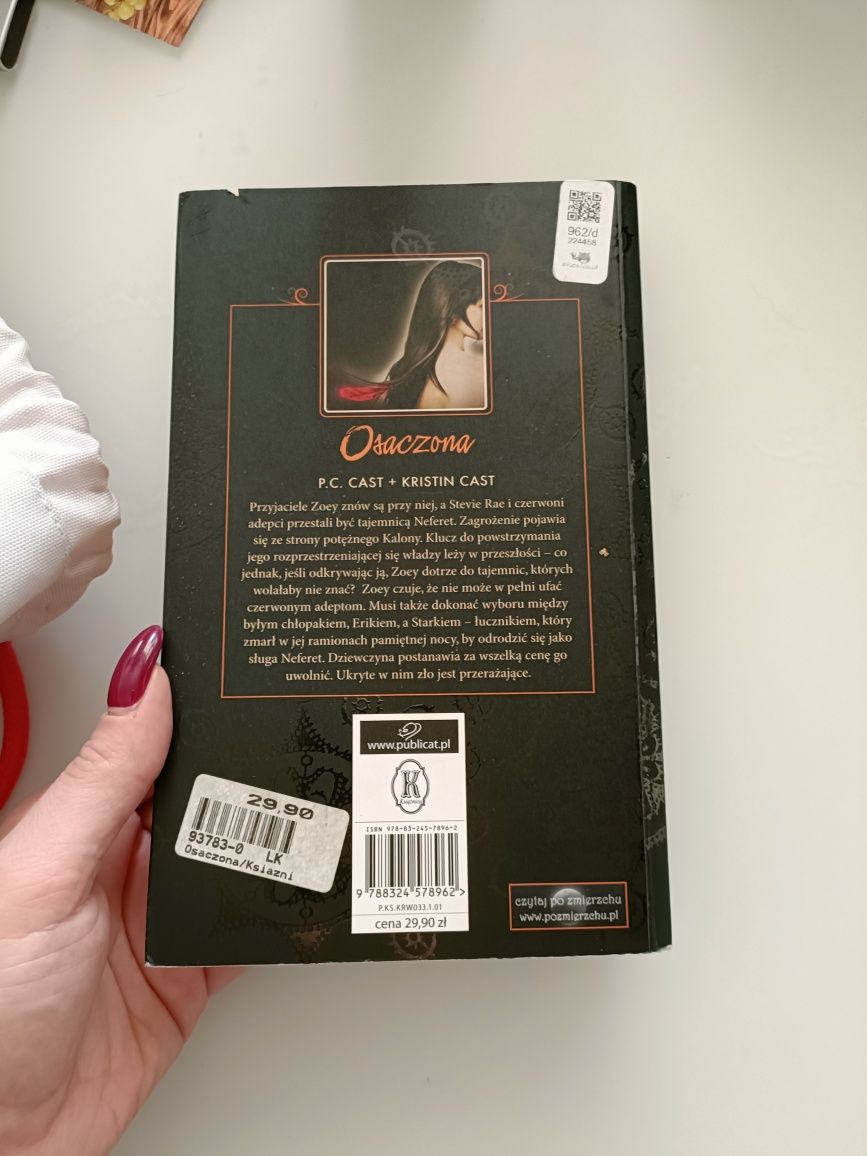 962/d
224458
Osaczona
P.C. CAST + KRISTIN CAST
Przyjaciele Zoey znów są przy niej, a Stevie Rae i czerwoni
adepci przestali być tajemnicą Neferet. Zagrożenie pojawia
się ze strony potężnego Kalony. Klucz do powstrzymania
jego rozprzestrzeniającej się władzy leży w przeszłości – co
jednak, jeśli odkrywając ją, Zoey dotrze do tajemnic, których
wolałaby nie znać? Zoey czuje, że nie może w pełni ufać
czerwonym adeptom. Musi także dokonać wyboru między
byłym chłopakiem, Erikiem, a Starkiem – łucznikiem, który
zmarł w jej ramionach pamiętnej nocy, by odrodzić się jako
sługa Neferet. Dziewczyna postanawia za wszelką cenę go
uwolnić. Ukryte w nim zło jest przerażające.
www.publicat.pl
K
Książnica
ISBN 978-83-245-7896-2
9 788324 578962 >
P.KS.KRW033.1.01
cena 29,90 zł
29,90
93783-0 LK
Osaczona/Książni
czytaj po zmierzchu
www.pozmierzchu.pl